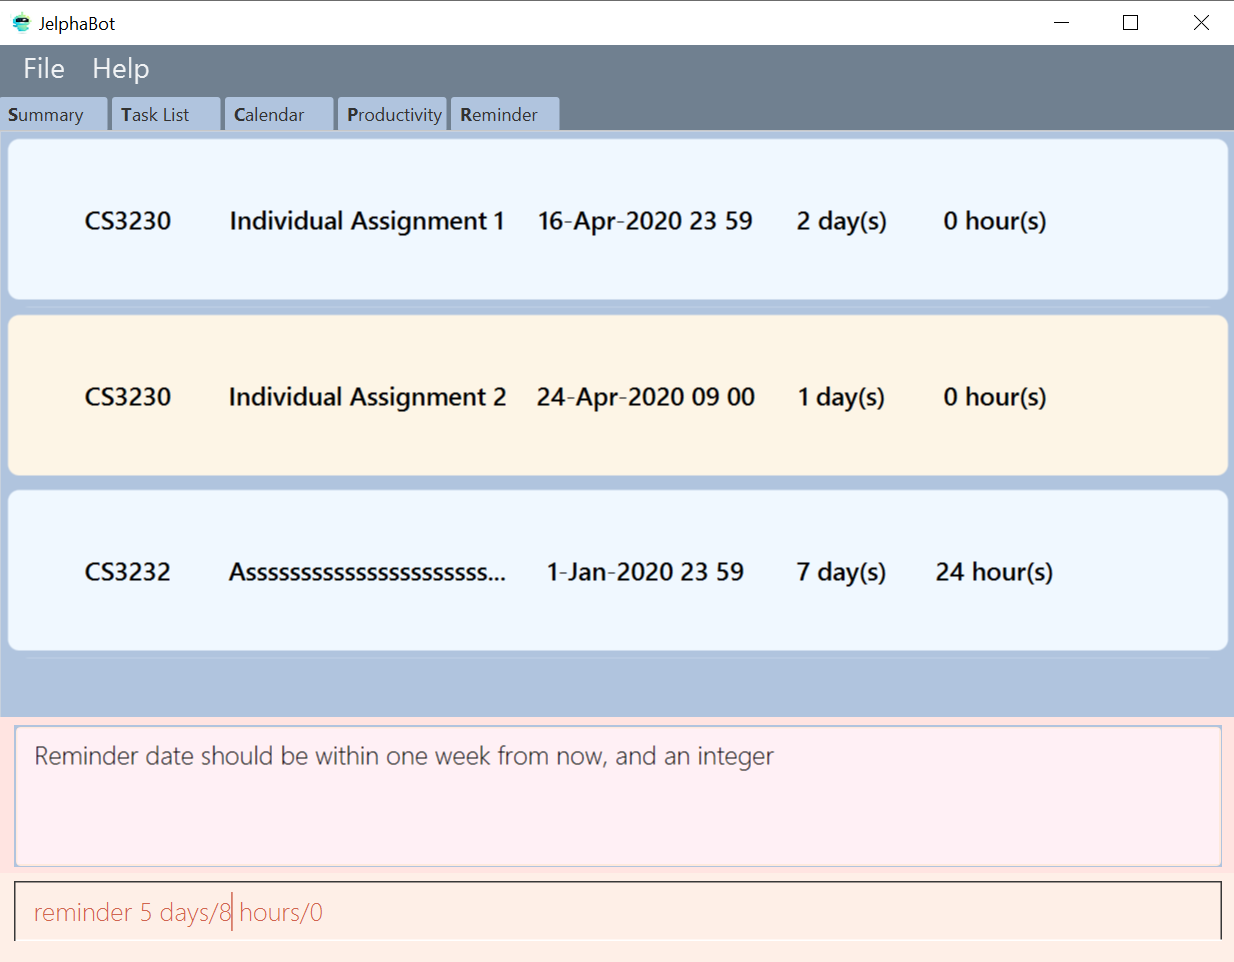 JelphaBot
File Help
Summary Task List Calendar Productivity Reminder
CS3230 Individual Assignment 1 16-Apr-2020 23 59 2 day(s) 0 hour(s)
CS3230 Individual Assignment 2 24-Apr-2020 09 00 1 day(s) 0 hour(s)
CS3232 Assssssssssssssssssssss... 1-Jan-2020 23 59 7 day(s) 24 hour(s)
Reminder date should be within one week from now, and an integer
reminder 5 days/8 hours/0